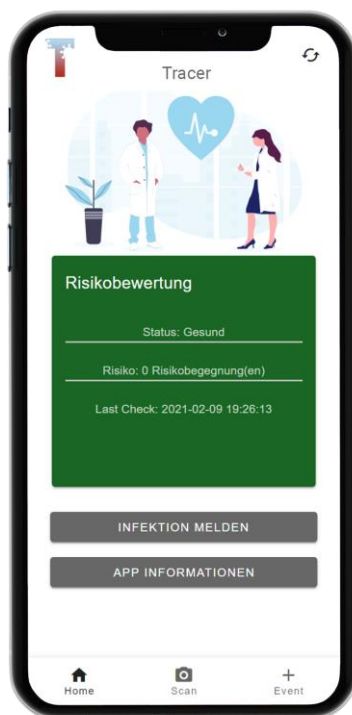 T
Tracer
Risikobewertung
Status: Gesund
Risiko: 0 Risikobegegnung(en)
Last Check: 2021-02-09 19:26:13
INFEKTION MELDEN
APP INFORMATIONEN
Home
Scan
Event